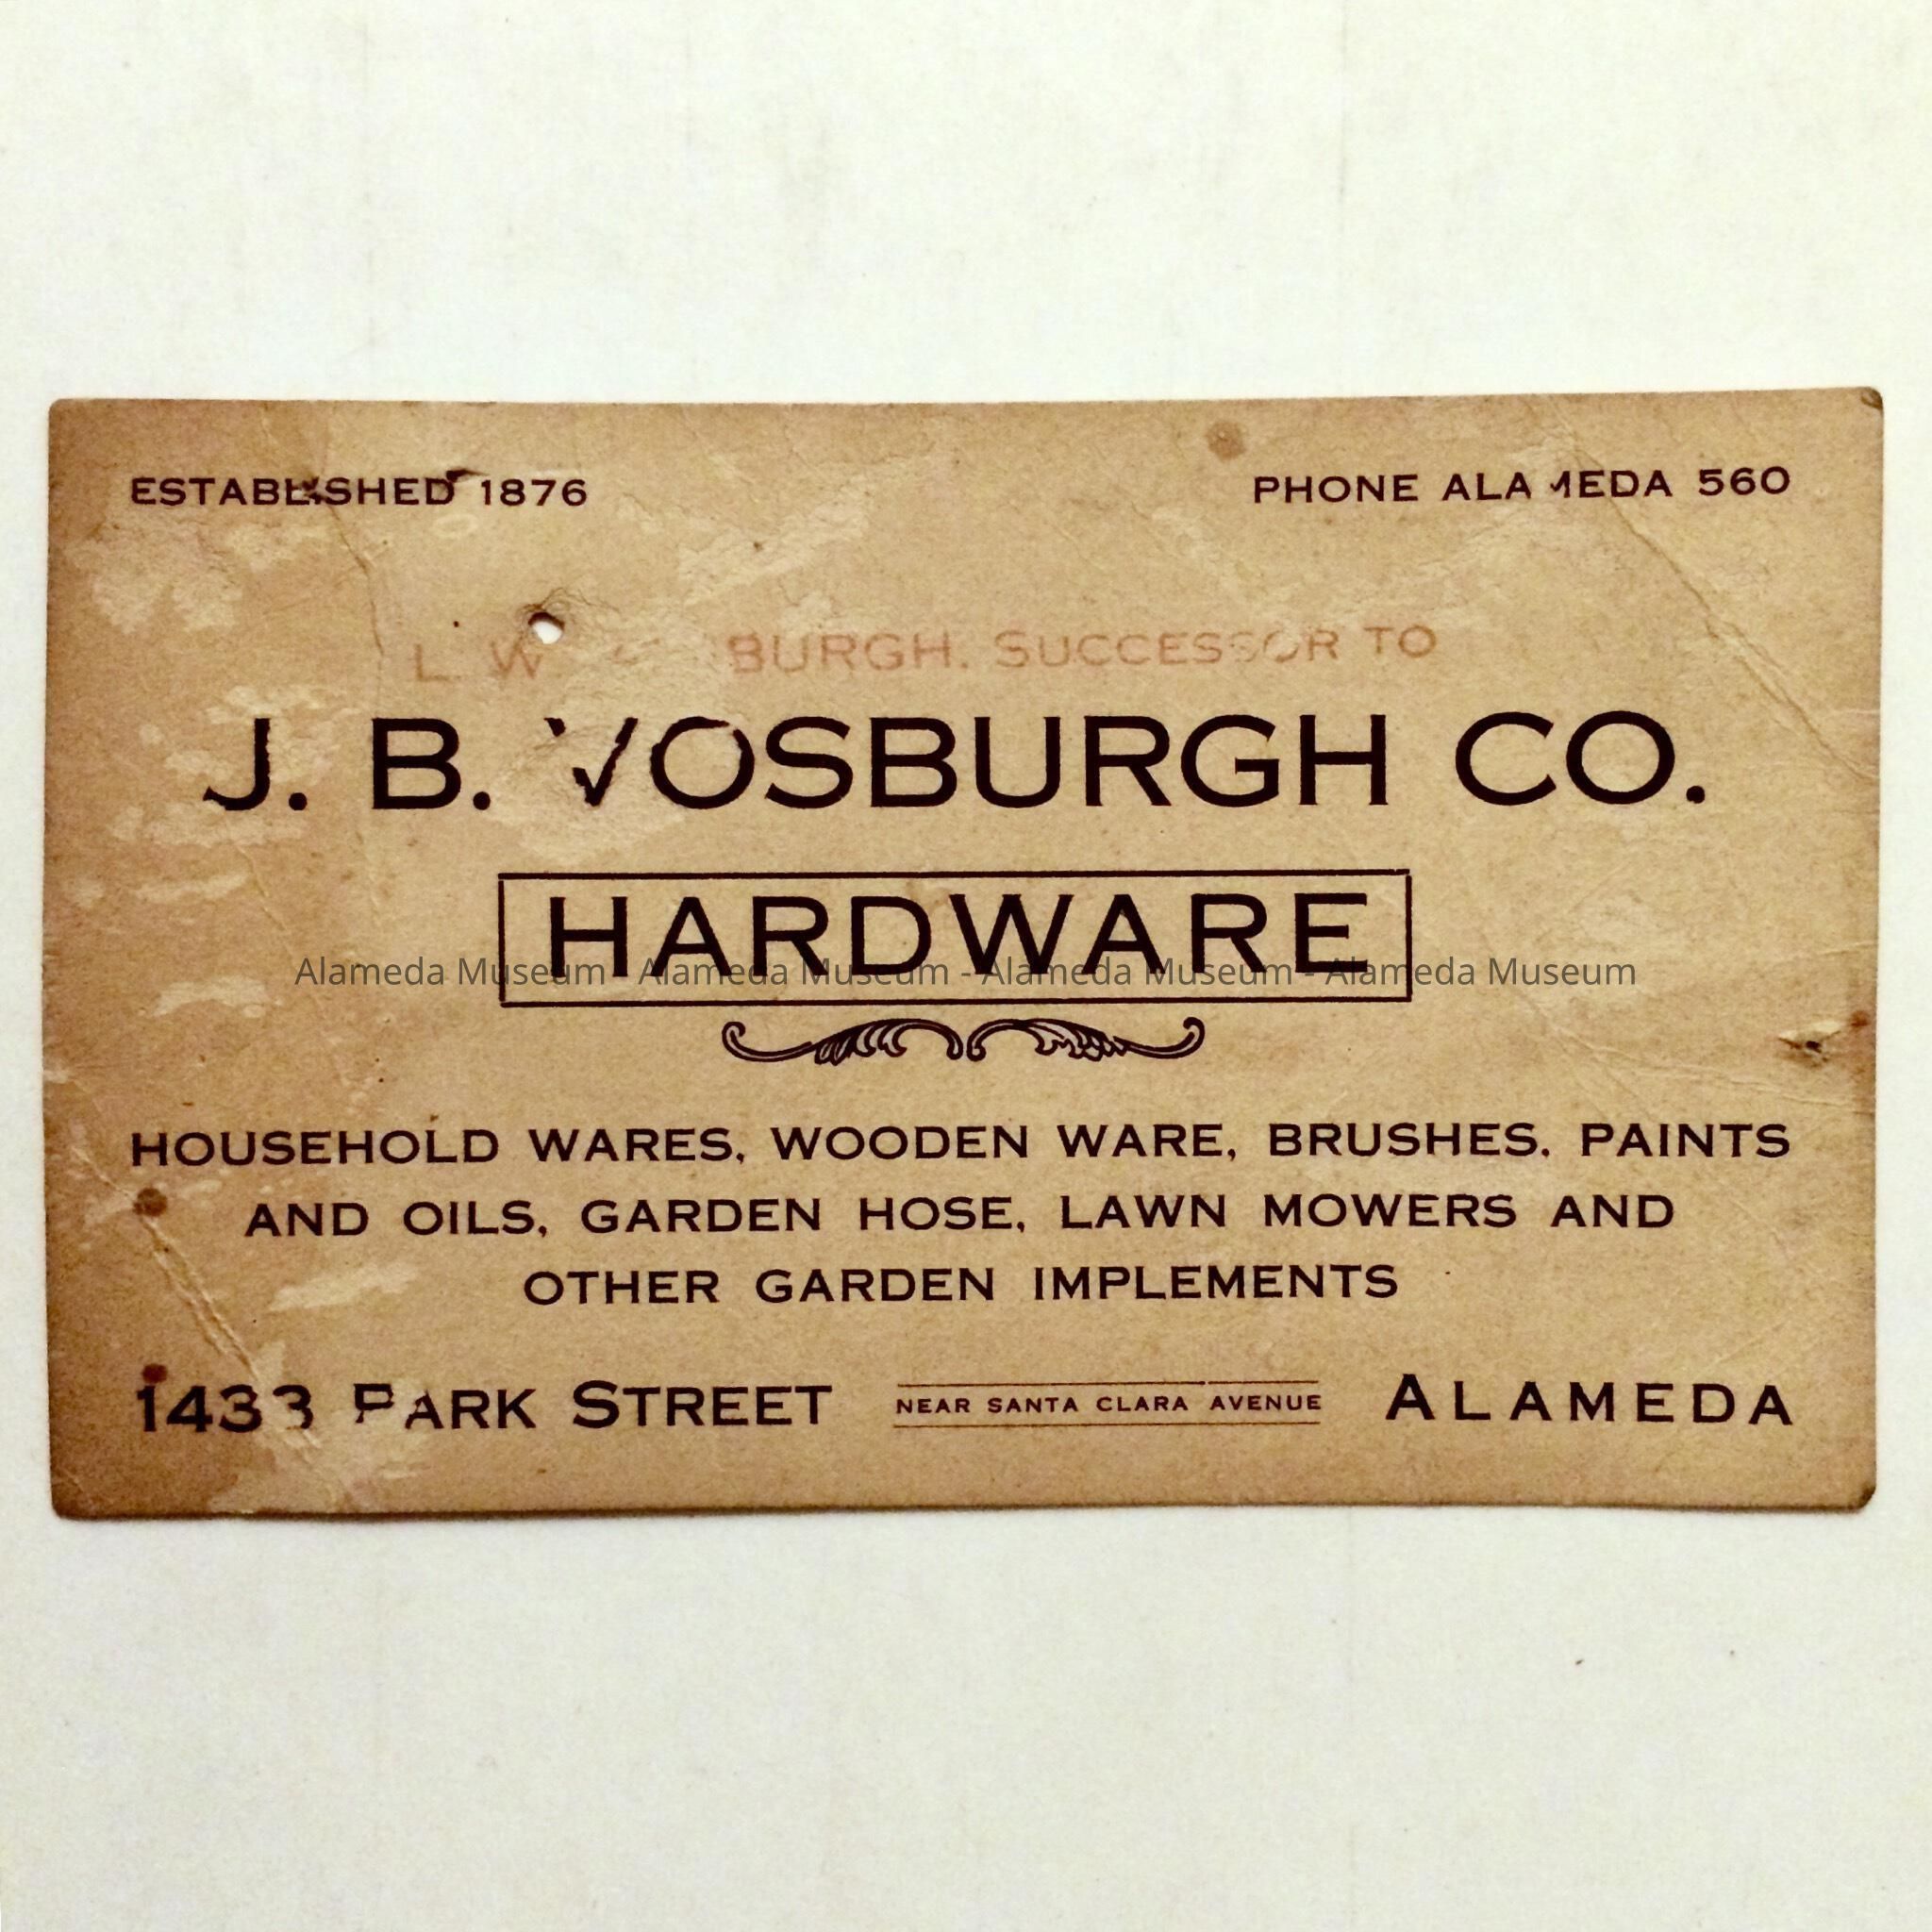 ESTABLISHED 1876
PHONE ALAMEDA 560
L W BURGH. SUCCESSOR TO
J. B. VOSBURGH CO.
HARDWARE
Alameda Museum - Alameda Museum - Alameda Museum - Alameda Museum
HOUSEHOLD WARES, WOODEN WARE, BRUSHES, PAINTS
AND OILS, GARDEN HOSE, LAWN MOWERS AND
OTHER GARDEN IMPLEMENTS
1433 PARK STREET NEAR SANTA CLARA AVENUE ALAMEDA